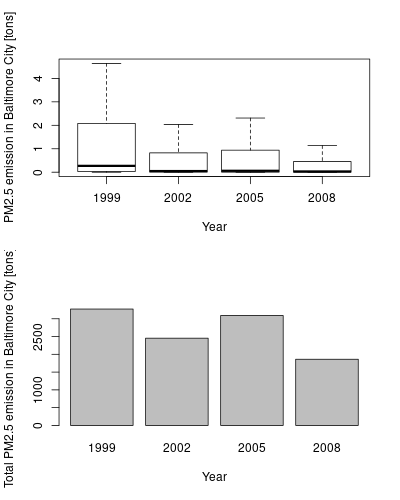 PM2.5 emission in Baltimore City [tons]
4
3
2
1
0
1999 2002 2005 2008
Year
Total PM2.5 emission in Baltimore City [tons]
2500
1000
0
1999 2002 2005 2008
Year